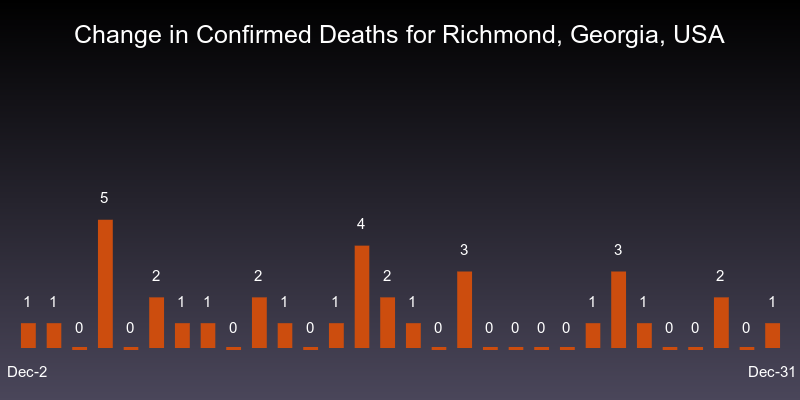 Change in Confirmed Deaths for Richmond, Georgia, USA
5
4
3 3
2 2 2 2
1 1 1 1 1 1 1 1 1 1
0 0 0 0 0 0 0 0 0 0 0 0
Dec-2 Dec-31